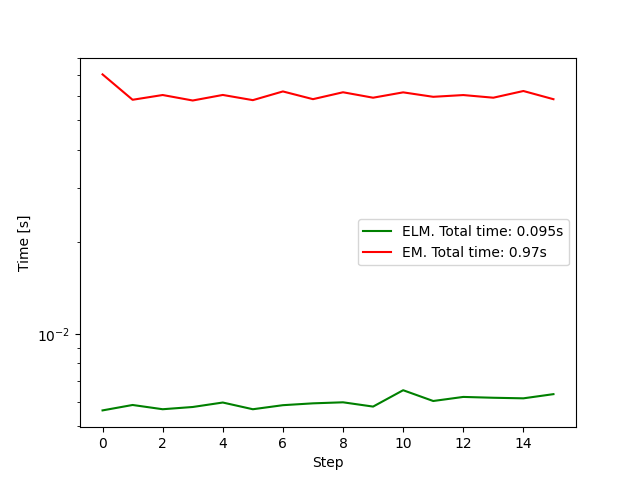 Time [s]
10⁻²
ELM. Total time: 0.095s
EM. Total time: 0.97s
0 2 4 6 8 10 12 14
Step